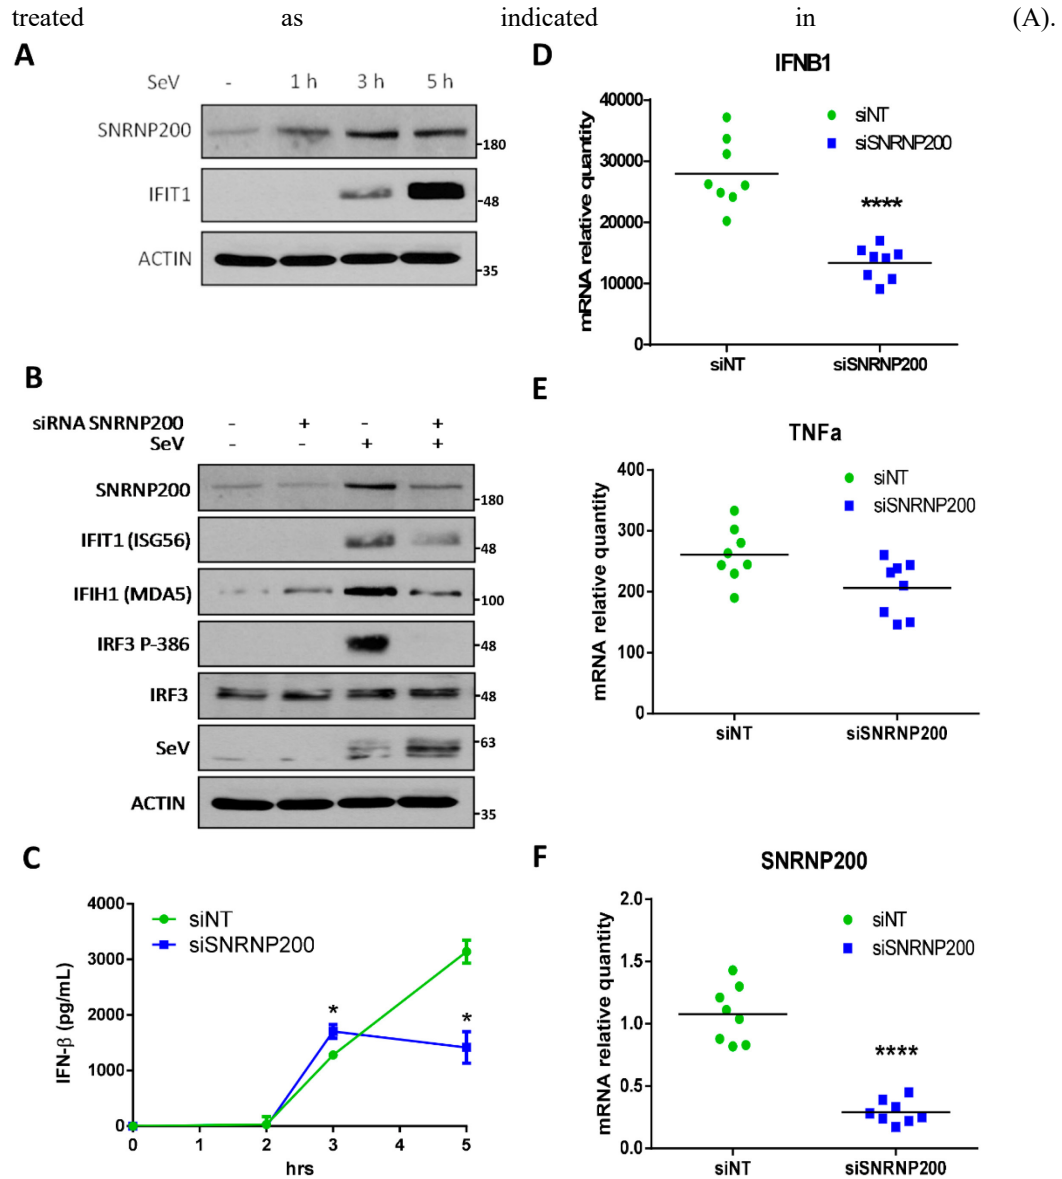 treated as indicated in (A).
A
SeV - 1 h 3 h 5 h
SNRNP200
-180
IFIT1
-48
ACTIN
-35
B
siRNA SNRNP200 - + - +
SeV - - + +
SNRNP200
-180
IFIT1 (ISG56)
-48
IFIH1 (MDA5)
-100
IRF3 P-386
-48
IRF3
-48
SeV
-63
ACTIN
-35
C
4000
3000
2000
1000
0
IFN-β (pg/mL)
siNT
siSNRNP200
*
*
0 1 2 3 4 5
hrs
D
IFNB1
40000
30000
20000
10000
0
mRNA relative quantity
siNT
siSNRNP200
****
siNT siSNRNP200
E
TNFa
400
300
200
100
0
mRNA relative quantity
siNT
siSNRNP200
siNT siSNRNP200
F
SNRNP200
2.0
1.5
1.0
0.5
0.0
mRNA relative quantity
siNT
siSNRNP200
****
siNT siSNRNP200